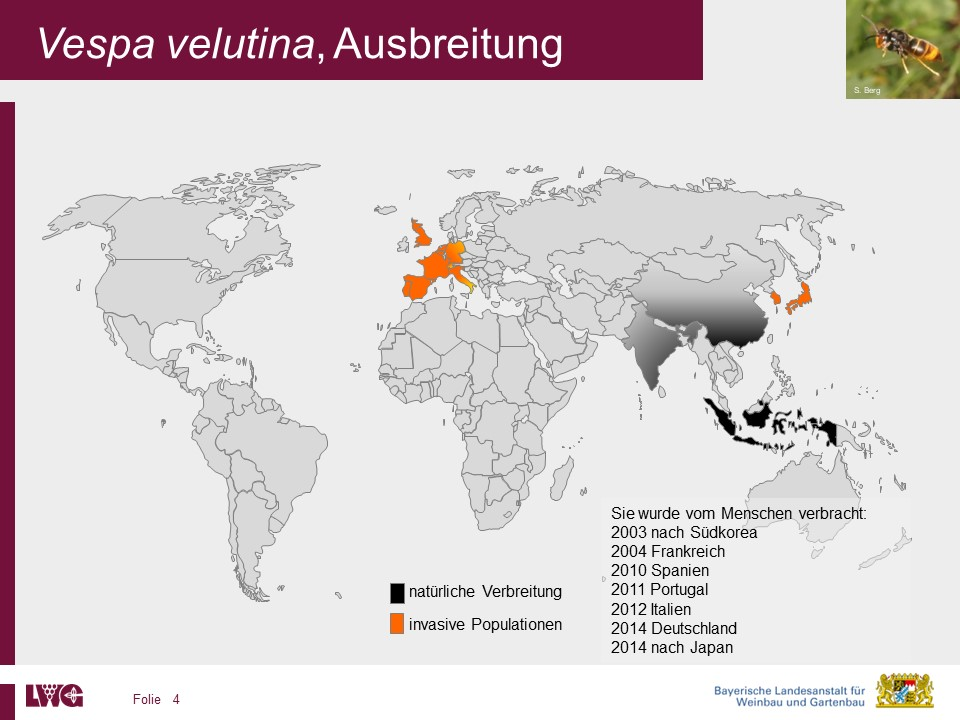 Vespa velutina, Ausbreitung
S. Berg
Sie wurde vom Menschen verbracht:
2003 nach Südkorea
2004 Frankreich
2010 Spanien
2011 Portugal
2012 Italien
2014 Deutschland
2014 nach Japan
natürliche Verbreitung
invasive Populationen
LWG
Folie 4
Bayerische Landesanstalt für
Weinbau und Gartenbau